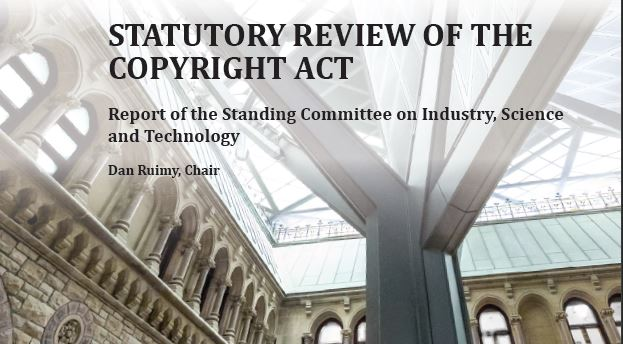 STATUTORY REVIEW OF THE
COPYRIGHT ACT
Report of the Standing Committee on Industry, Science
and Technology
Dan Ruimy, Chair